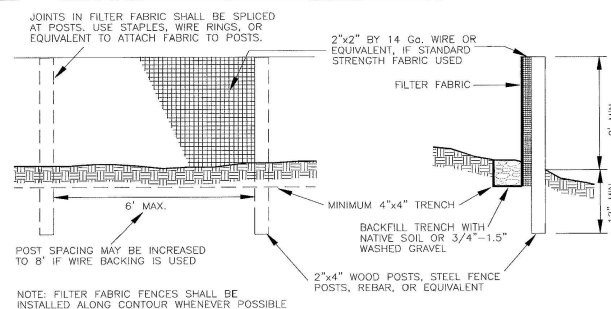 JOINTS IN FILTER FABRIC SHALL BE SPLICED
AT POSTS. USE STAPLES, WIRE RINGS, OR
EQUIVALENT TO ATTACH FABRIC TO POSTS.
2"x2" BY 14 Ga. WIRE OR
EQUIVALENT, IF STANDARD
STRENGTH FABRIC USED
FILTER FABRIC
6' MAX.
MINIMUM 4"x4" TRENCH
BACKFILL TRENCH WITH
NATIVE SOIL OR 3/4"-1.5"
WASHED GRAVEL
POST SPACING MAY BE INCREASED
TO 8' IF WIRE BACKING IS USED
2"x4" WOOD POSTS, STEEL FENCE
POSTS, REBAR, OR EQUIVALENT
NOTE: FILTER FABRIC FENCES SHALL BE
INSTALLED ALONG CONTOUR WHENEVER POSSIBLE